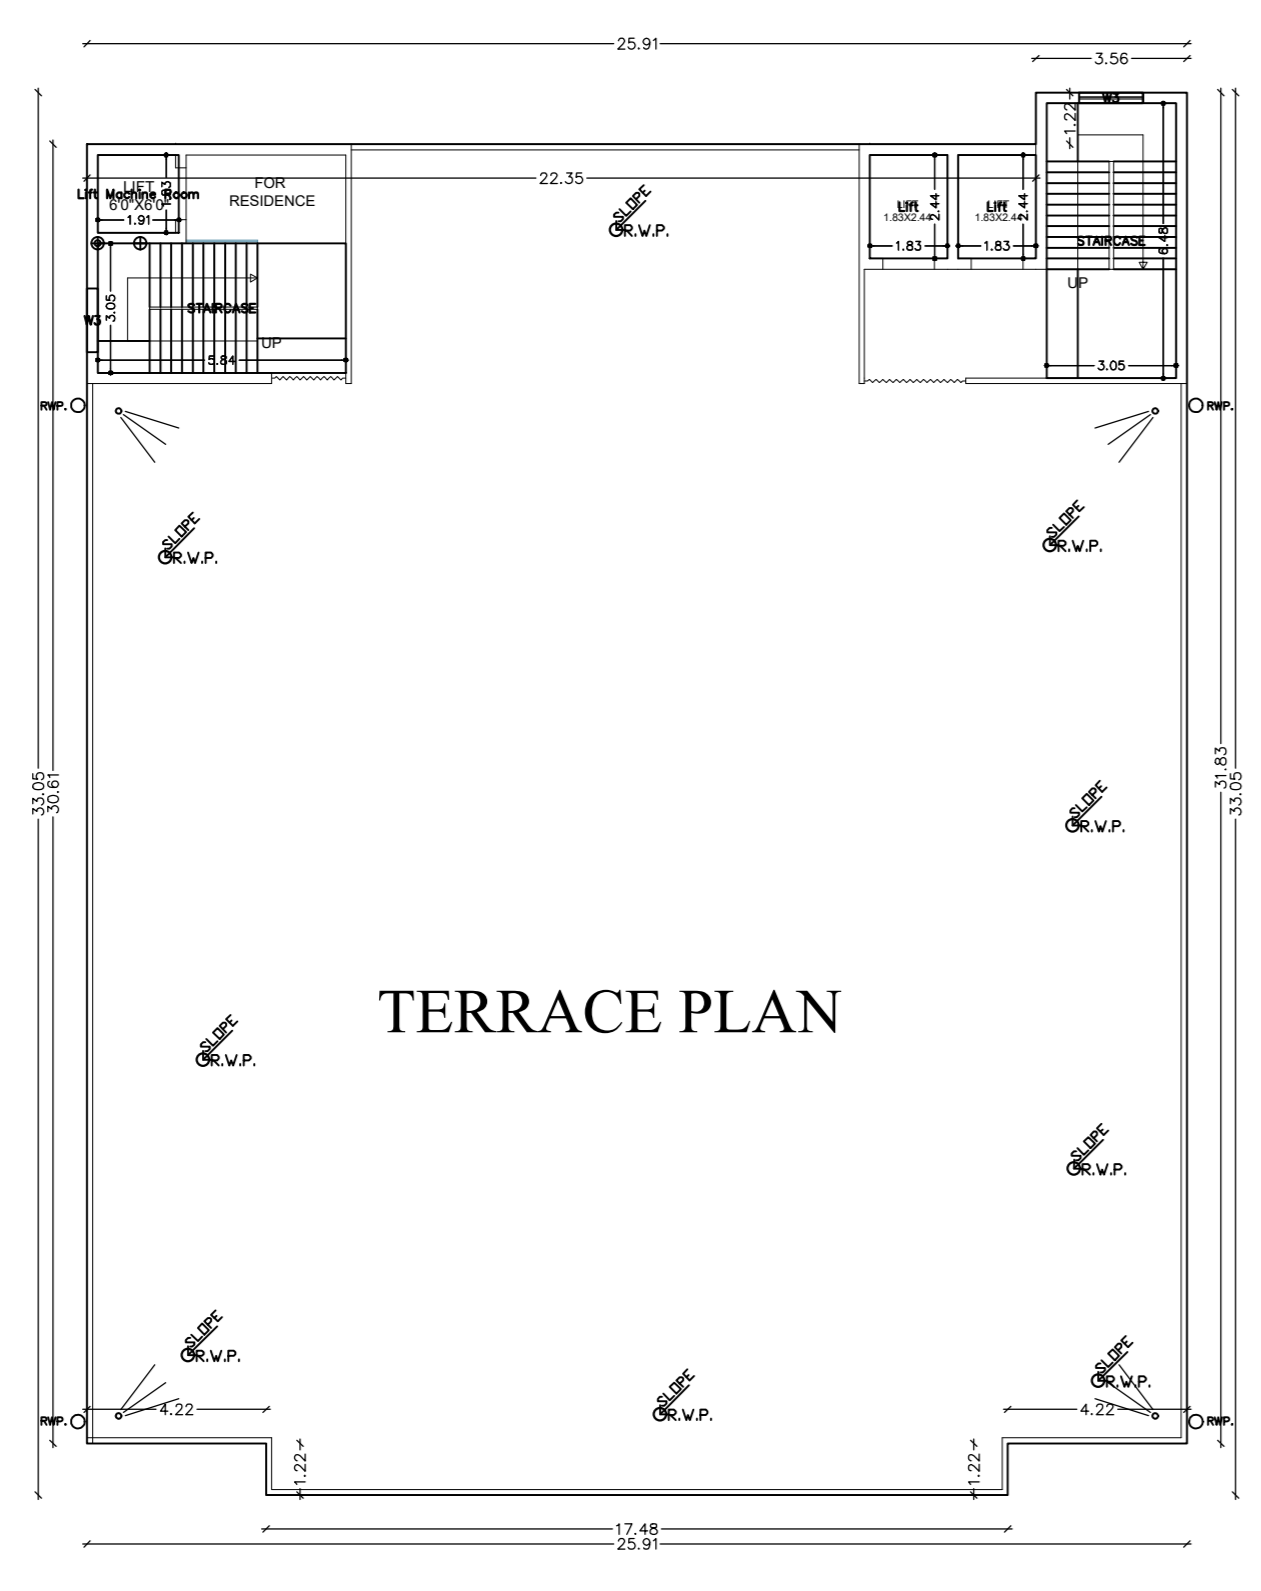 25.91
3.56
W3
1.22
22.35
LIFT
Lift Machine Room
6'0"X6'0"
1.83
1.91
FOR
RESIDENCE
SLOPE
R.W.P.
Lift
1.83X2.44
2.44
1.83
Lift
1.83X2.44
2.44
1.83
STAIRCASE
6.48
UP
3.05
3.05
STAIRCASE
W3
UP
5.84
RWP.
RWP.
SLOPE
R.W.P.
SLOPE
R.W.P.
33.05
30.61
31.83
33.05
SLOPE
R.W.P.
TERRACE PLAN
SLOPE
R.W.P.
SLOPE
R.W.P.
SLOPE
R.W.P.
SLOPE
R.W.P.
SLOPE
R.W.P.
4.22
4.22
RWP.
RWP.
1.22
1.22
17.48
25.91